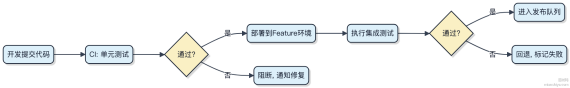 开发提交代码
CI: 单元测试
通过?
是
部署到Feature环境
执行集成测试
通过?
是
进入发布队列
否
回退, 标记失败
否
阻断, 通知修复